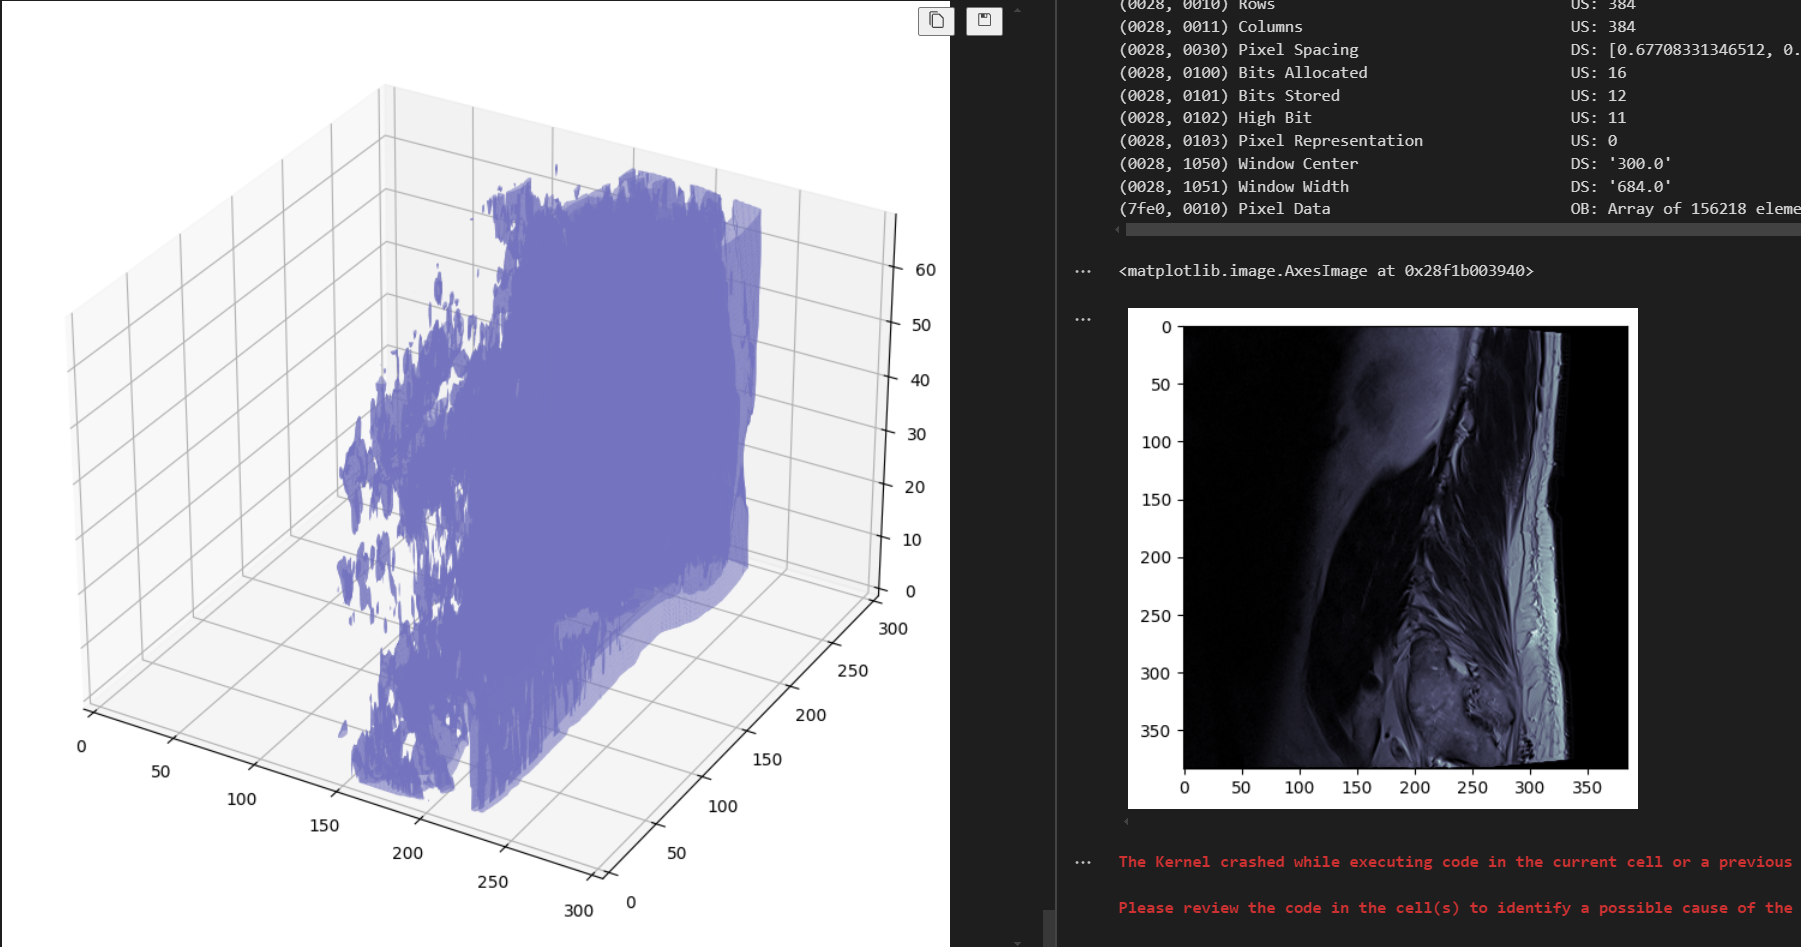 60
50
40
30
20
10
0
300
250
200
150
100
50
0
0
50
100
150
200
250
300
(0028, 0010) Rows US: 384
(0028, 0011) Columns US: 384
(0028, 0030) Pixel Spacing DS: [0.67708331346512, 0.
(0028, 0100) Bits Allocated US: 16
(0028, 0101) Bits Stored US: 12
(0028, 0102) High Bit US: 11
(0028, 0103) Pixel Representation US: 0
(0028, 1050) Window Center DS: '300.0'
(0028, 1051) Window Width DS: '684.0'
(7fe0, 0010) Pixel Data OB: Array of 156218 eleme
... <matplotlib.image.AxesImage at 0x28f1b003940>
...
0
50
100
150
200
250
300
350
0 50 100 150 200 250 300 350
... The Kernel crashed while executing code in the current cell or a previous
Please review the code in the cell(s) to identify a possible cause of the